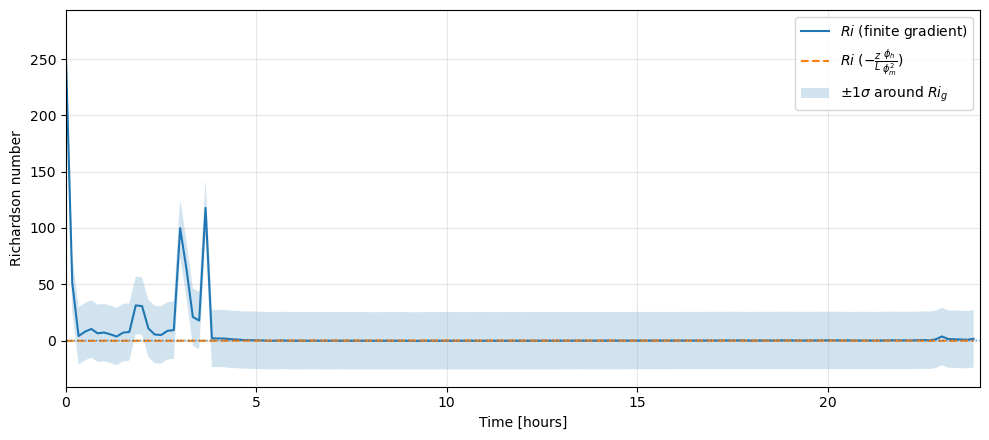 Ri (finite gradient)
Ri (−z/L ϕₕ/ϕₘ²)
±1σ around Ri_g
250
200
150
100
50
0
Richardson number
0 5 10 15 20
Time [hours]